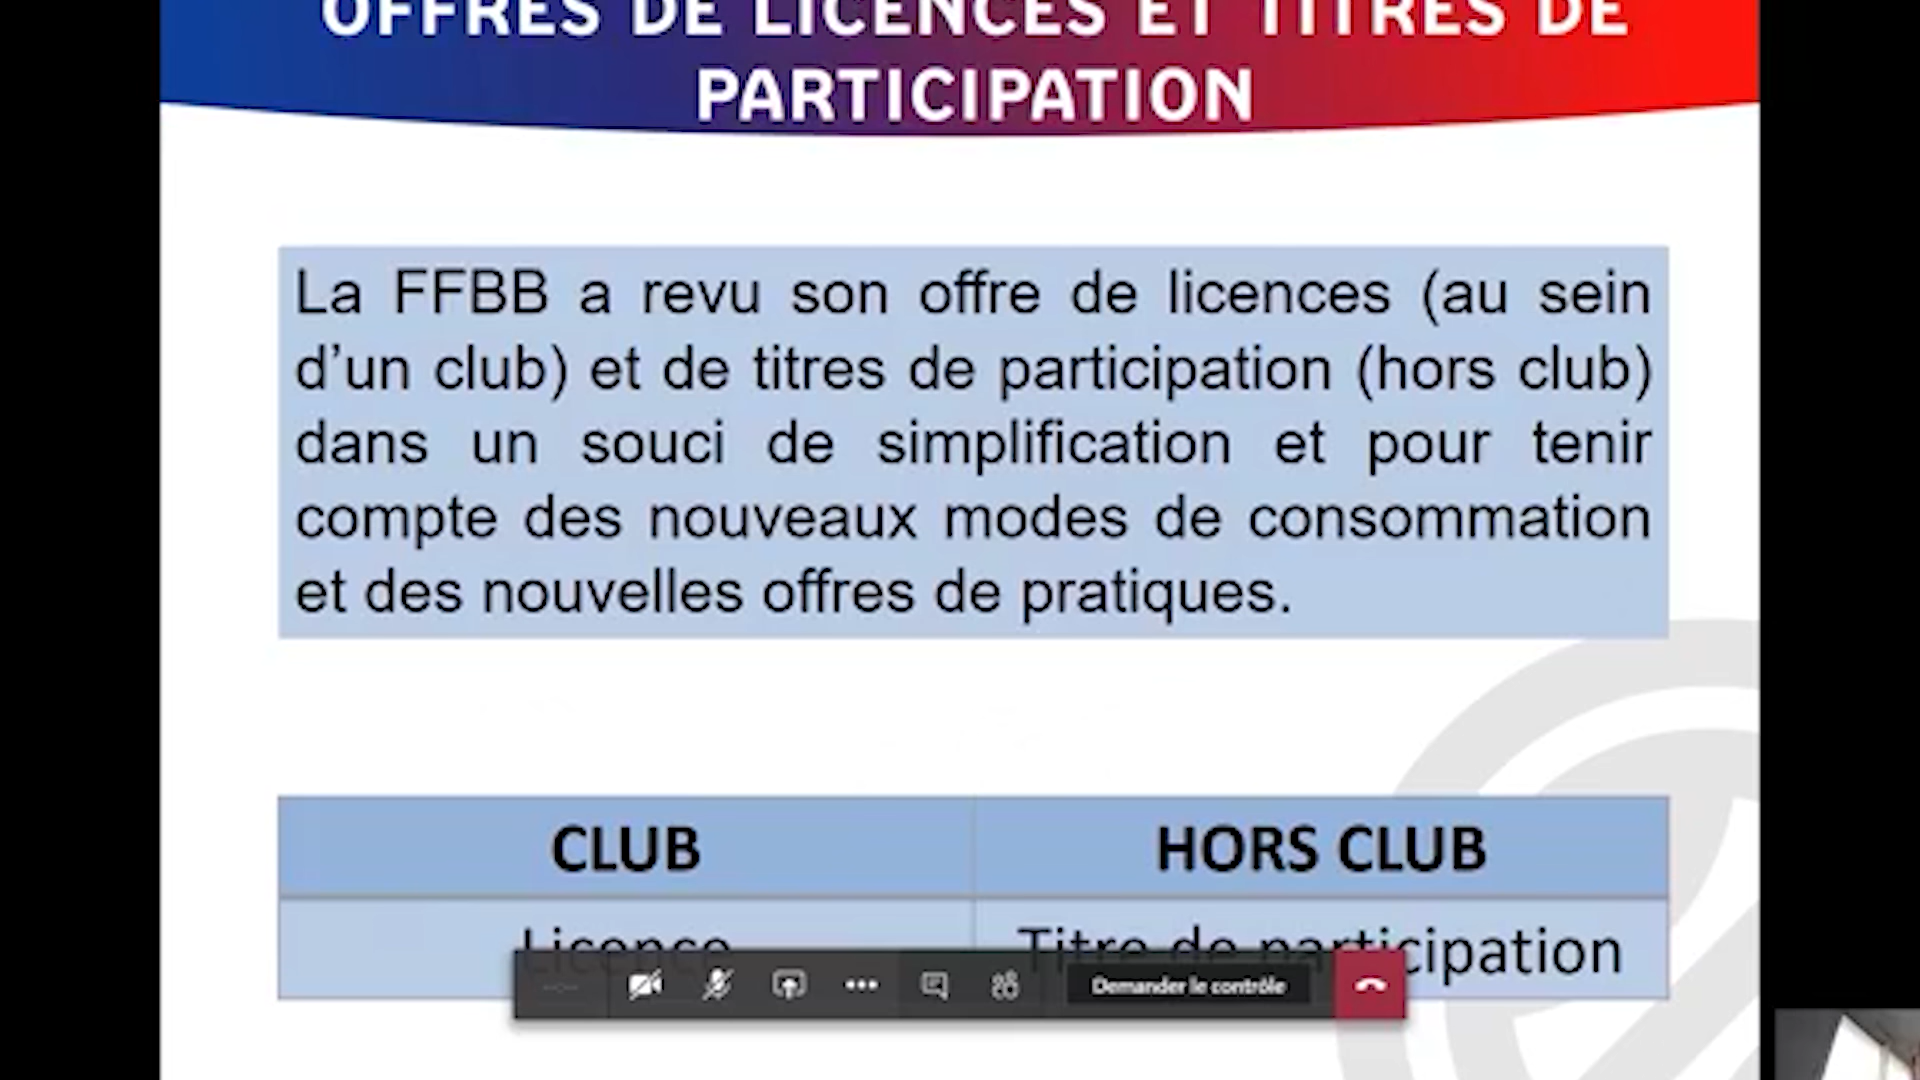 OFFRES DE LICENCES ET TITRES DE
PARTICIPATION
La FFBB a revu son offre de licences (au sein
d’un club) et de titres de participation (hors club)
dans un souci de simplification et pour tenir
compte des nouveaux modes de consommation
et des nouvelles offres de pratiques.
CLUB
HORS CLUB
Licence
Titre de participation
Demander le contrôle